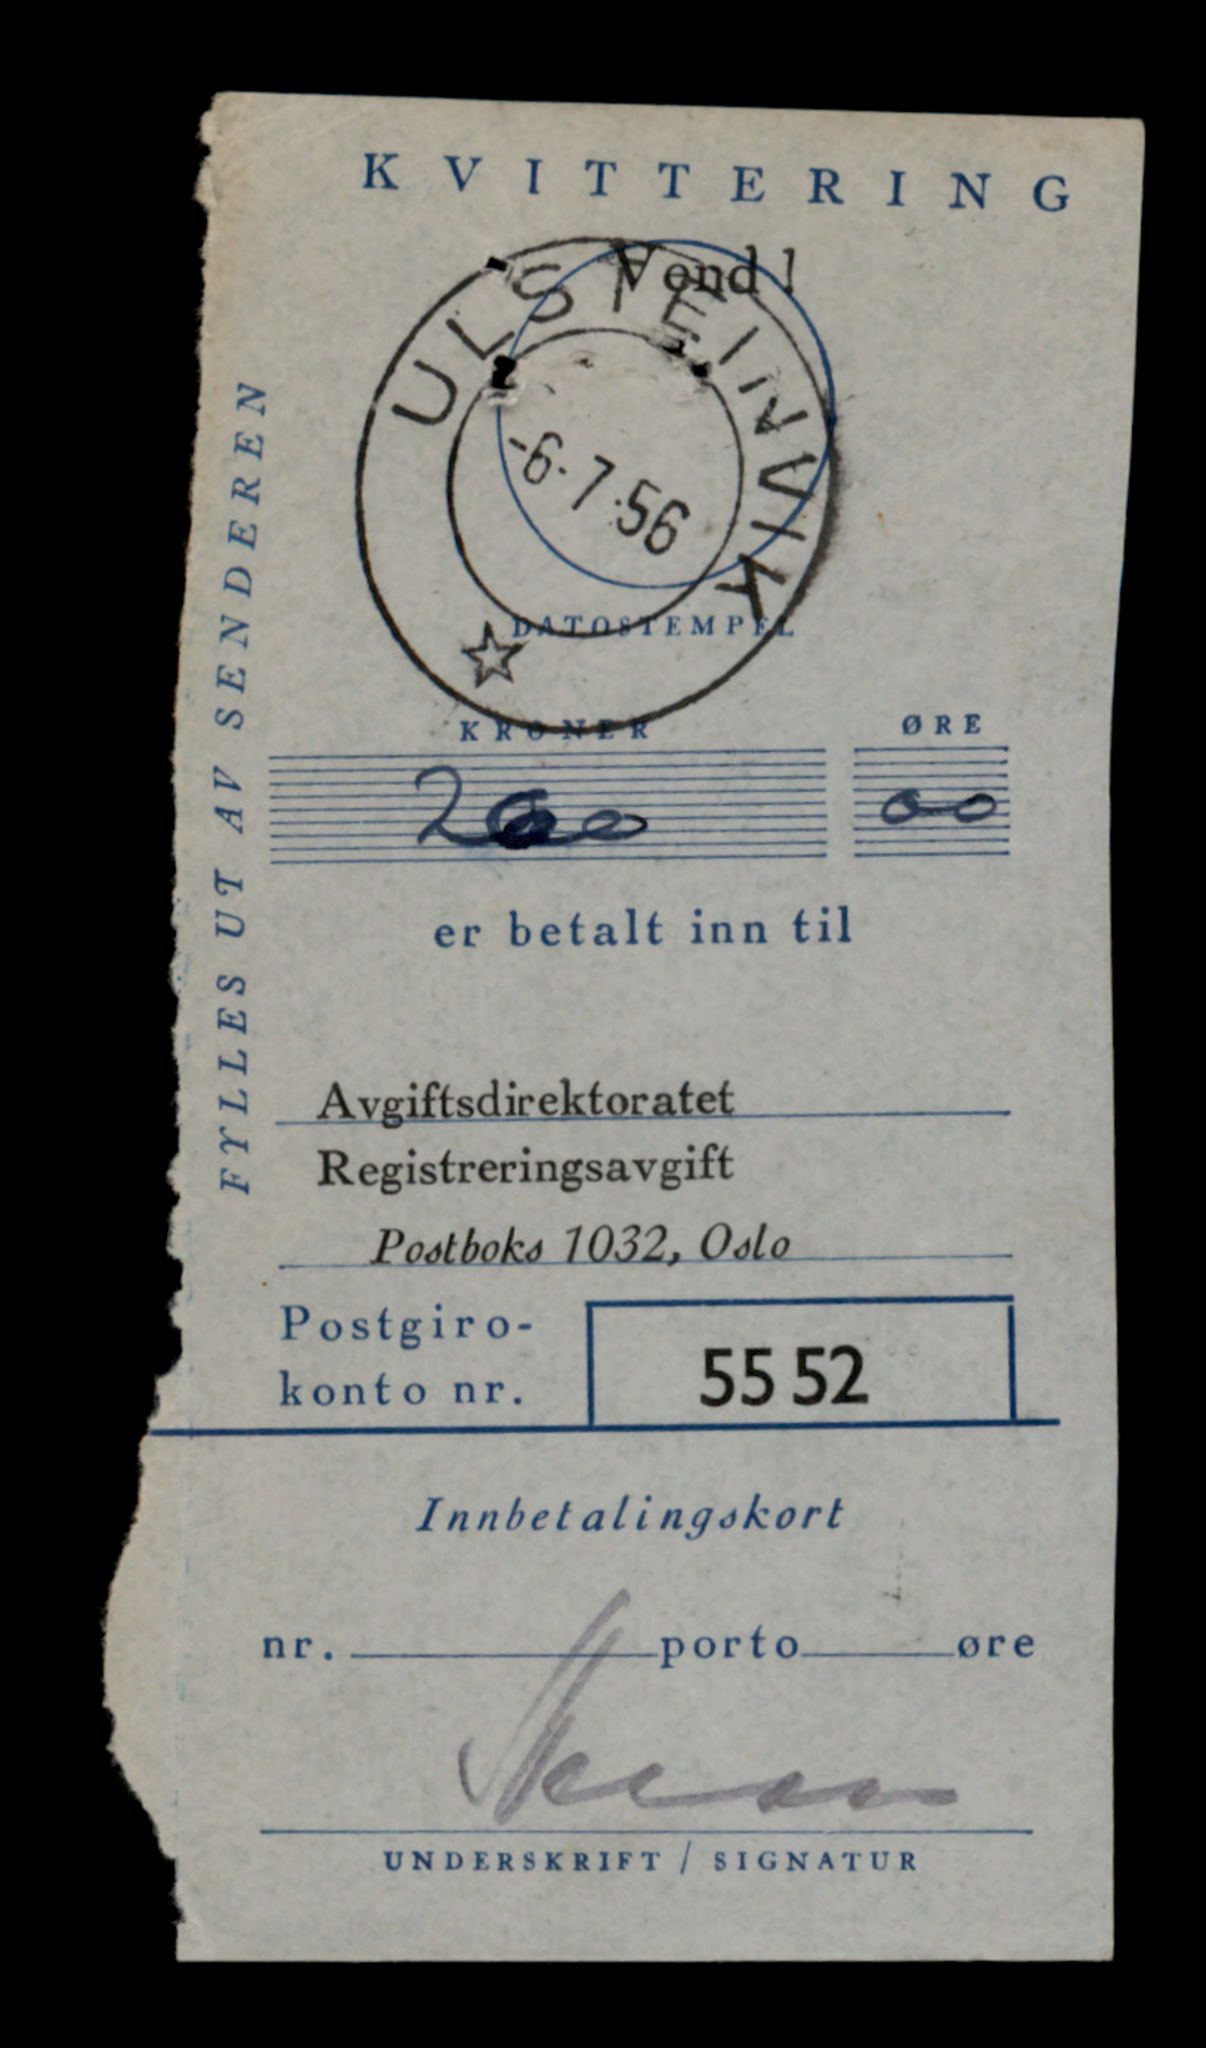 KVITTERING
Vend!
ULSTEINVIK
-6.7.56
DATOSTEMPEL
FYLLES UT AV SENDEREN
KRONER ØRE
200 00
er betalt inn til
Avgiftsdirektoratet
Registreringsavgift
Postboks 1032, Oslo
Postgiro-
konto nr. 55 52
Innbetalingskort
nr. porto øre
UNDERSKRIFT / SIGNATUR